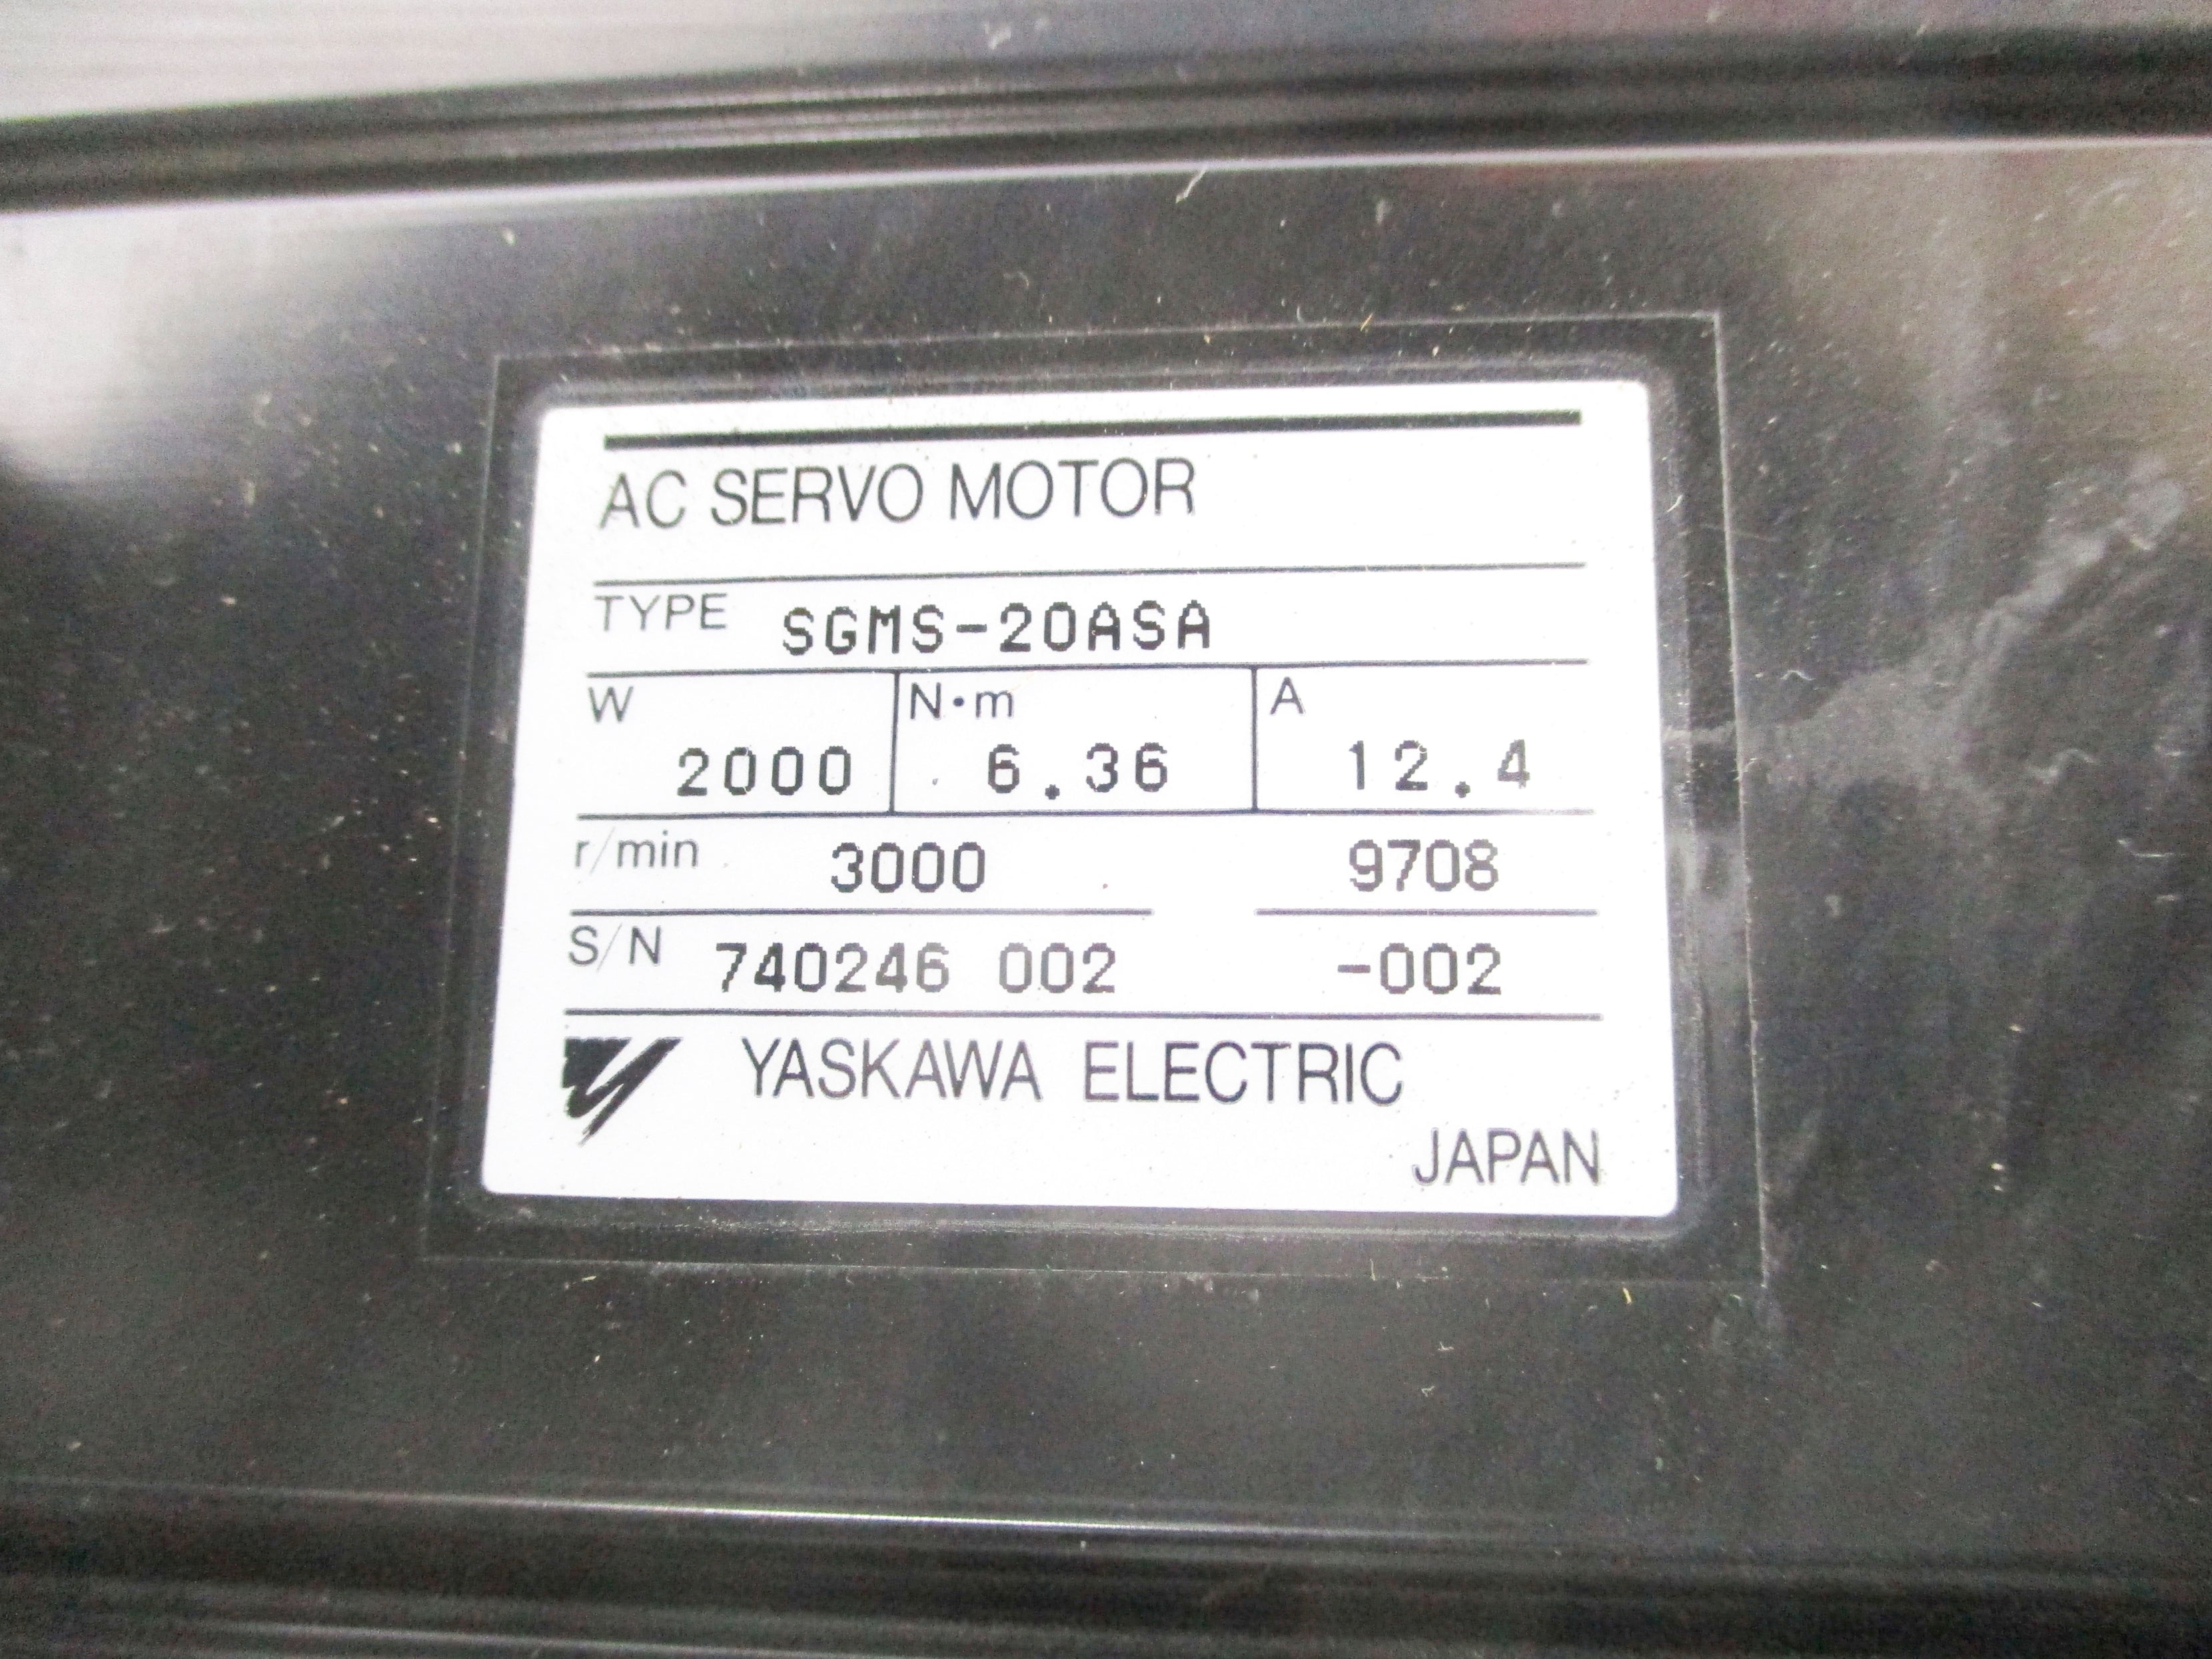 AC SERVO MOTOR
TYPE SGMS-20ASA
W N·m A
2000 6.36 12.4
r/min 3000 9708
S/N 740246 002 -002
YASKAWA ELECTRIC
JAPAN